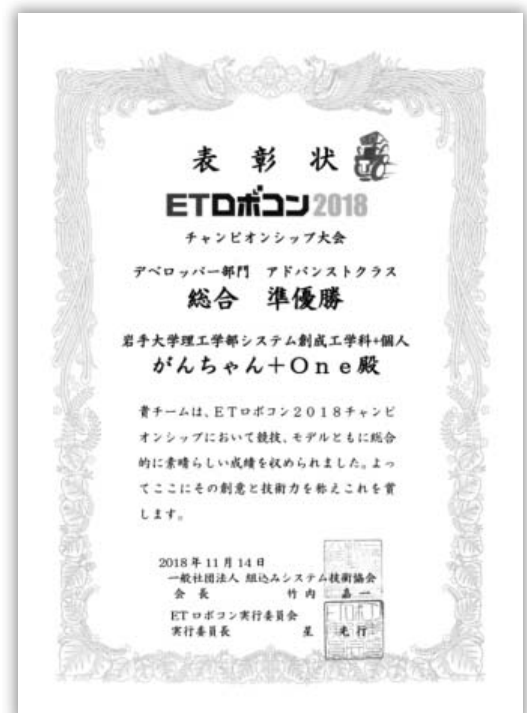 表彰状
ETロボコン2018
チャンピオンシップ大会
デベロッパー部門 アドバンストクラス
総合 準優勝
岩手大学理工学部システム創成工学科+個人
がんちゃん+One殿
貴チームは、ETロボコン2018チャンピ
オンシップにおいて競技、モデルともに総合
的に素晴らしい成績を収められました。よっ
てここにその創意と技術力を称えこれを賞
します。
2018年11月14日
一般社団法人 組込みシステム技術協会
会長 竹内 嘉一
ETロボコン実行委員会
実行委員長 星 光行